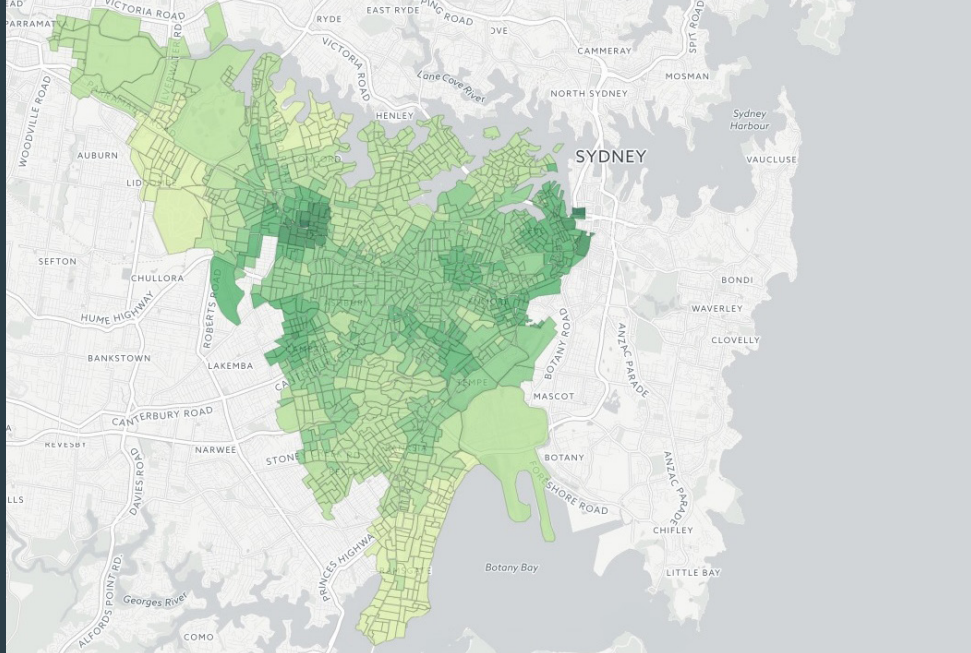 VICTORIA ROAD
PARRAMATT
RYDE
EAST RYDE
PING ROAD
OVE
SPIT ROAD
CAMMERAY
MOSMAN
VICTORIA ROAD
Lane Cove River
NORTH SYDNEY
WOODVILLE ROAD
HENLEY
Sydney
Harbour
SYDNEY
VAUCLUSE
AUBURN
LID
SEFTON
CHULLORA
BONDI
HUME HIGHWAY
ROBERTS ROAD
WAVERLEY
CLOVELLY
BOTANY ROAD
ANZAC PARADE
BANKSTOWN
LAKEMBA
TEMPE
MASCOT
CANTERBURY ROAD
REVESBY
NARWEE
STONE
BOTANY
DAVIES ROAD
FORESHORE ROAD
ANZAC PARADE
LLS
CHIFLEY
PRINCES HIGHWA
Botany Bay
LITTLE BAY
ALFORDS POINT RD
Georges River
COMO